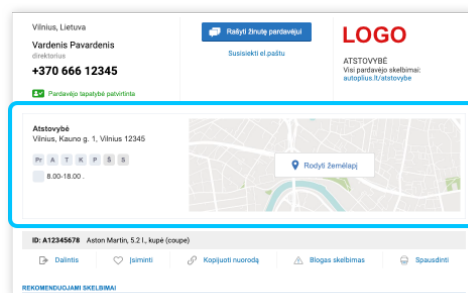 Vilnius, Lietuva
Vardenis Pavardenis
direktorius
+370 666 12345
Pardavėjo tapatybė patvirtinta
Rašyti žinutę pardavėjui
Susisiekti el.paštu
LOGO
ATSTOVYBĖ
Visi pardavėjo skelbimai:
autoplius.lt/atstovybe
Atstovybė
Vilnius, Kauno g. 1, Vilnius 12345
Pr A T K P Š S
8.00-18.00 .
Rodyti žemėlapį
ID: A12345678 Aston Martin, 5.2 l., kupė (coupe)
Dalintis
Įsiminti
Kopijuoti nuorodą
Blogas skelbimas
Spausdinti
REKOMENDUOJAMI SKELBIMAI